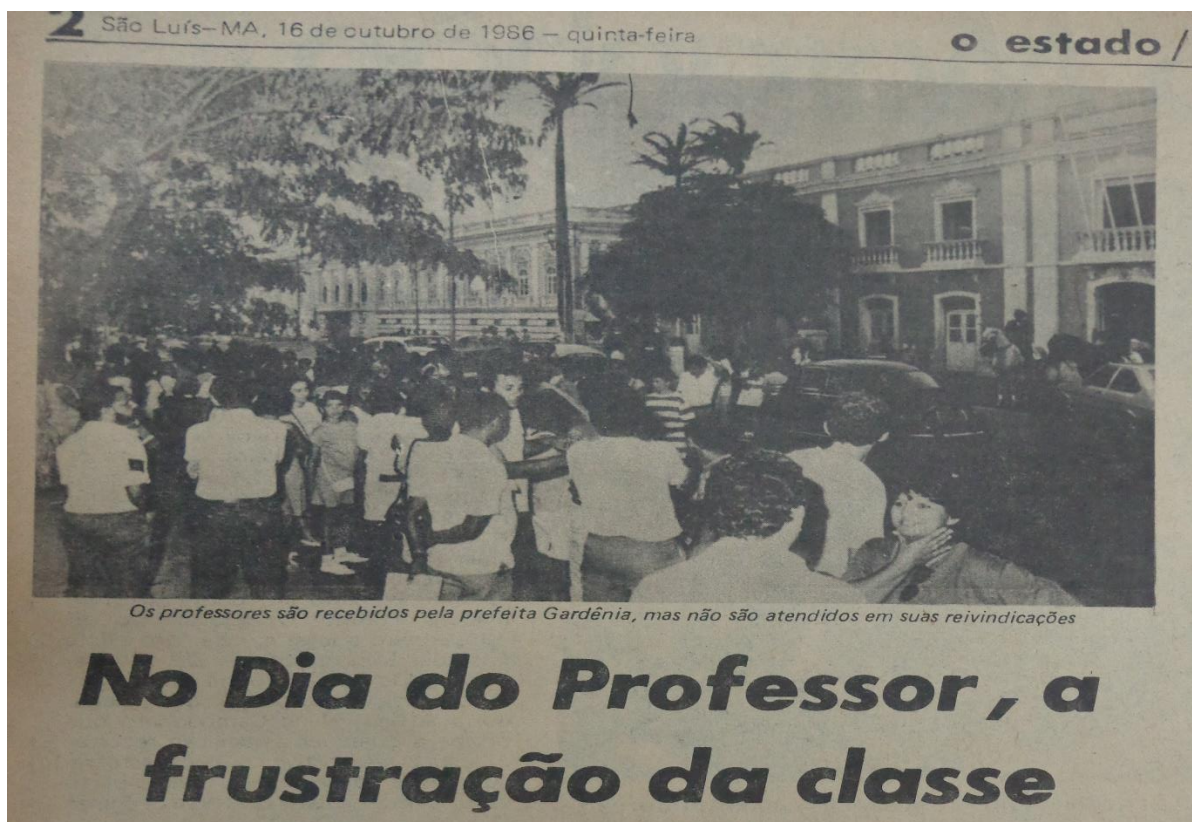 2 São Luís–MA, 16 de outubro de 1986 – quinta-feira o estado/
Os professores são recebidos pela prefeita Gardênia, mas não são atendidos em suas reivindicações
No Dia do Professor, a
frustração da classe